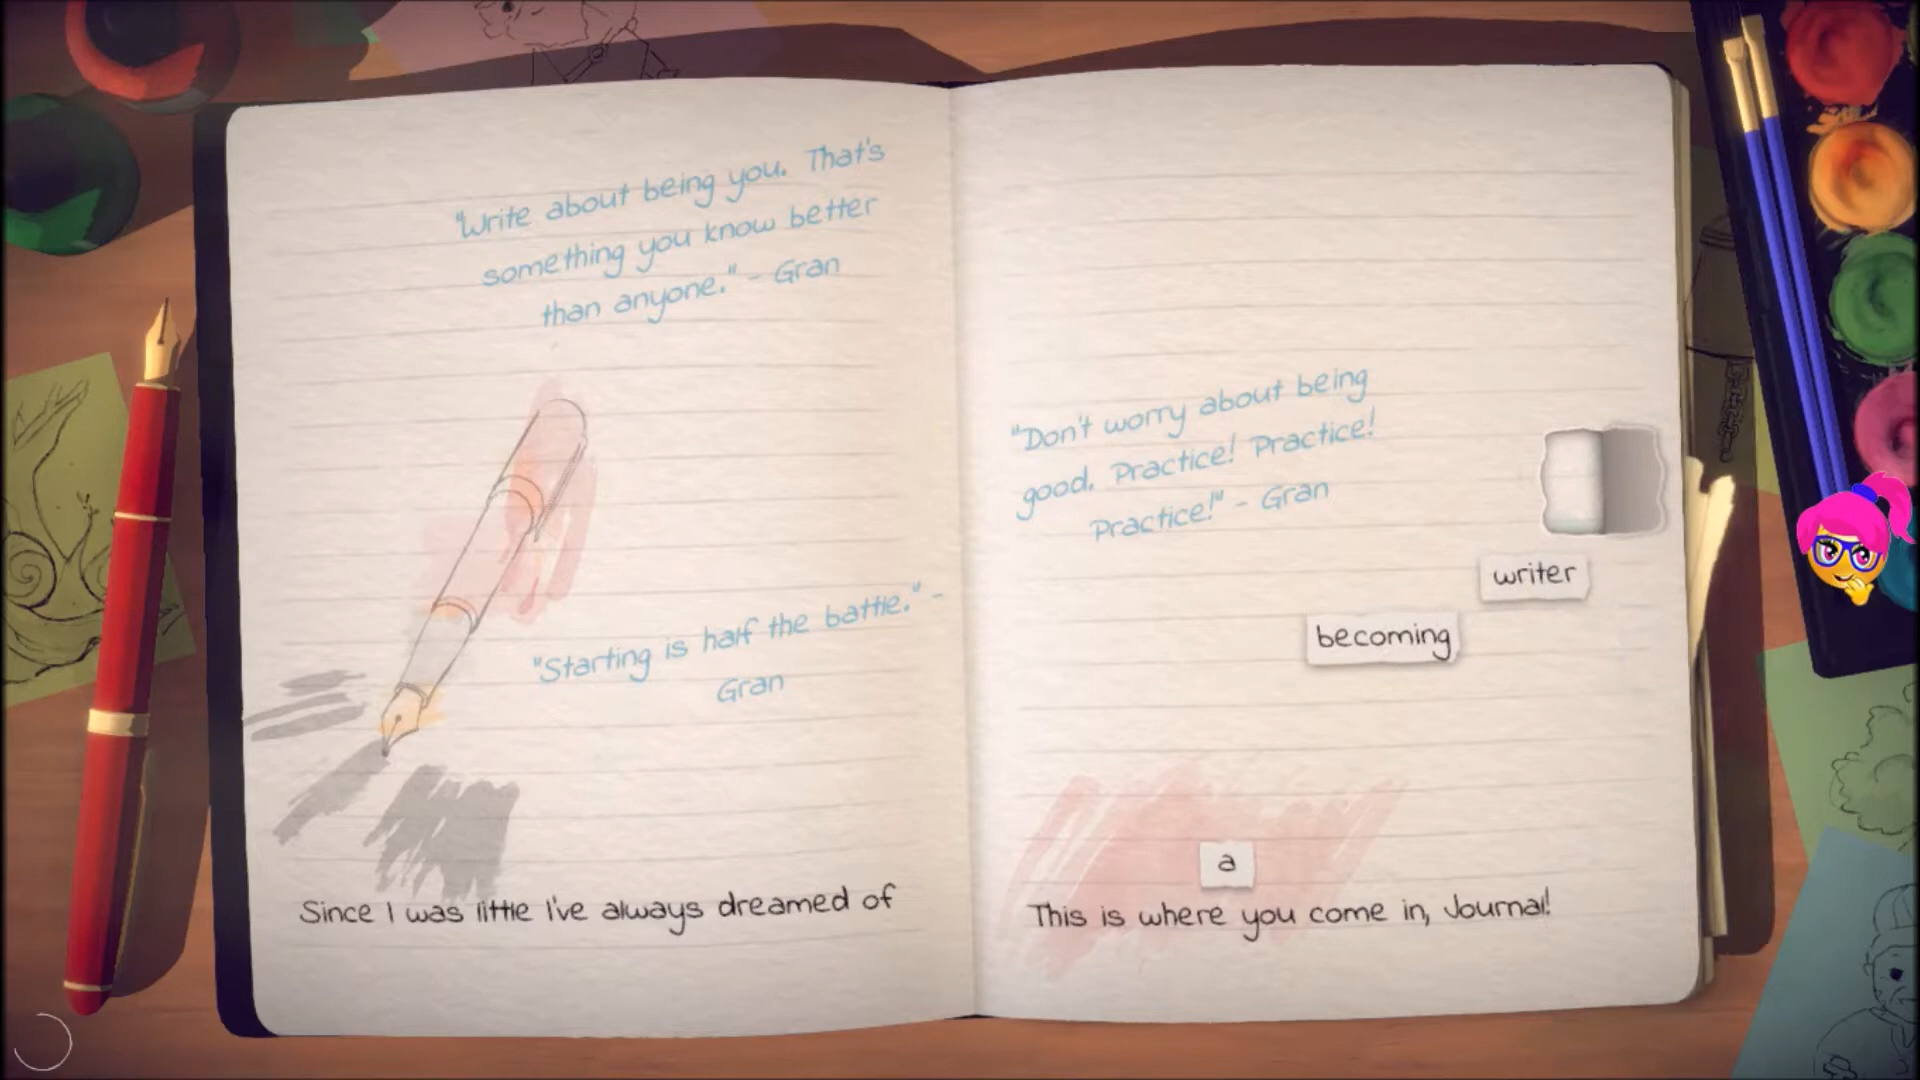 "Write about being you. That's
something you know better
than anyone." - Gran
"Starting is half the battle." -
Gran
Since I was little I've always dreamed of
"Don't worry about being
good. Practice! Practice!
Practice!" - Gran
writer
becoming
a
This is where you come in, Journal!